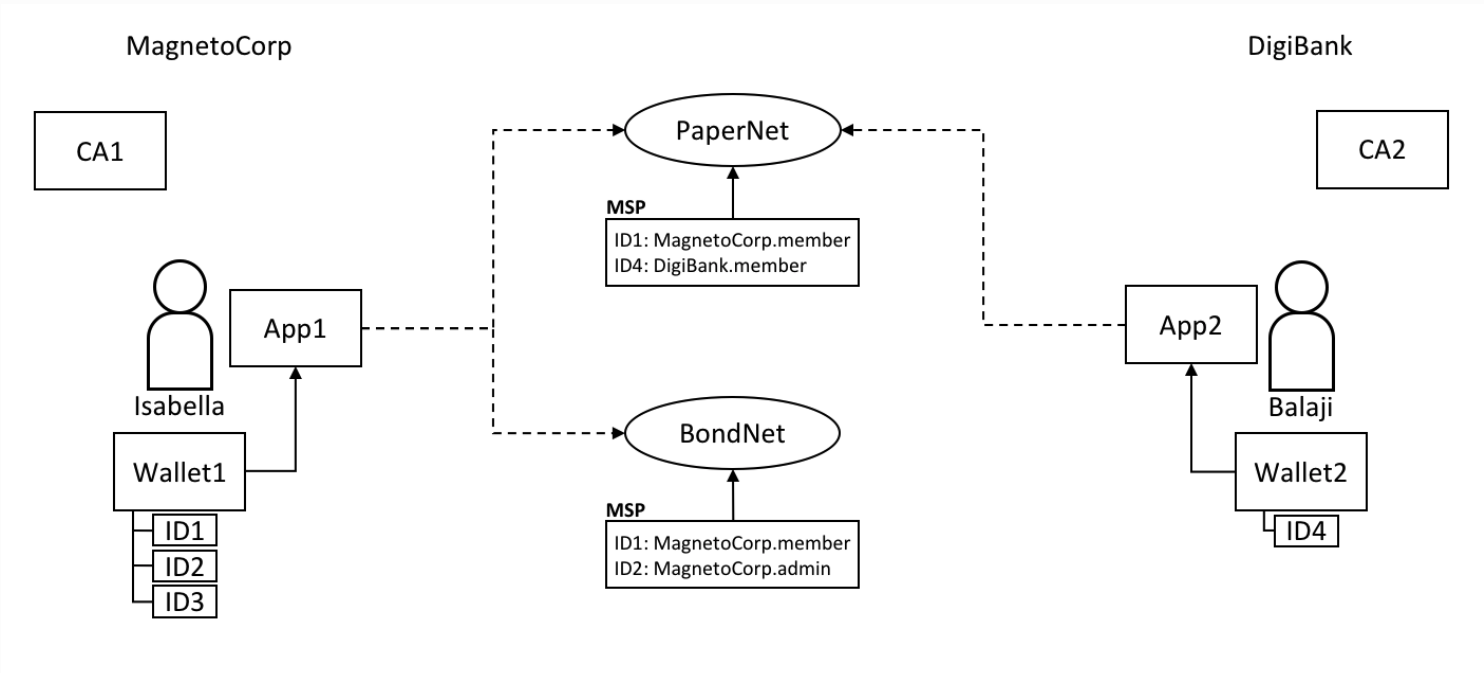 MagnetoCorp
DigiBank
CA1
PaperNet
CA2
MSP
ID1: MagnetoCorp.member
ID4: DigiBank.member
App1
App2
Isabella
Balaji
BondNet
Wallet1
Wallet2
MSP
ID1
ID4
ID1: MagnetoCorp.member
ID2
ID2: MagnetoCorp.admin
ID3